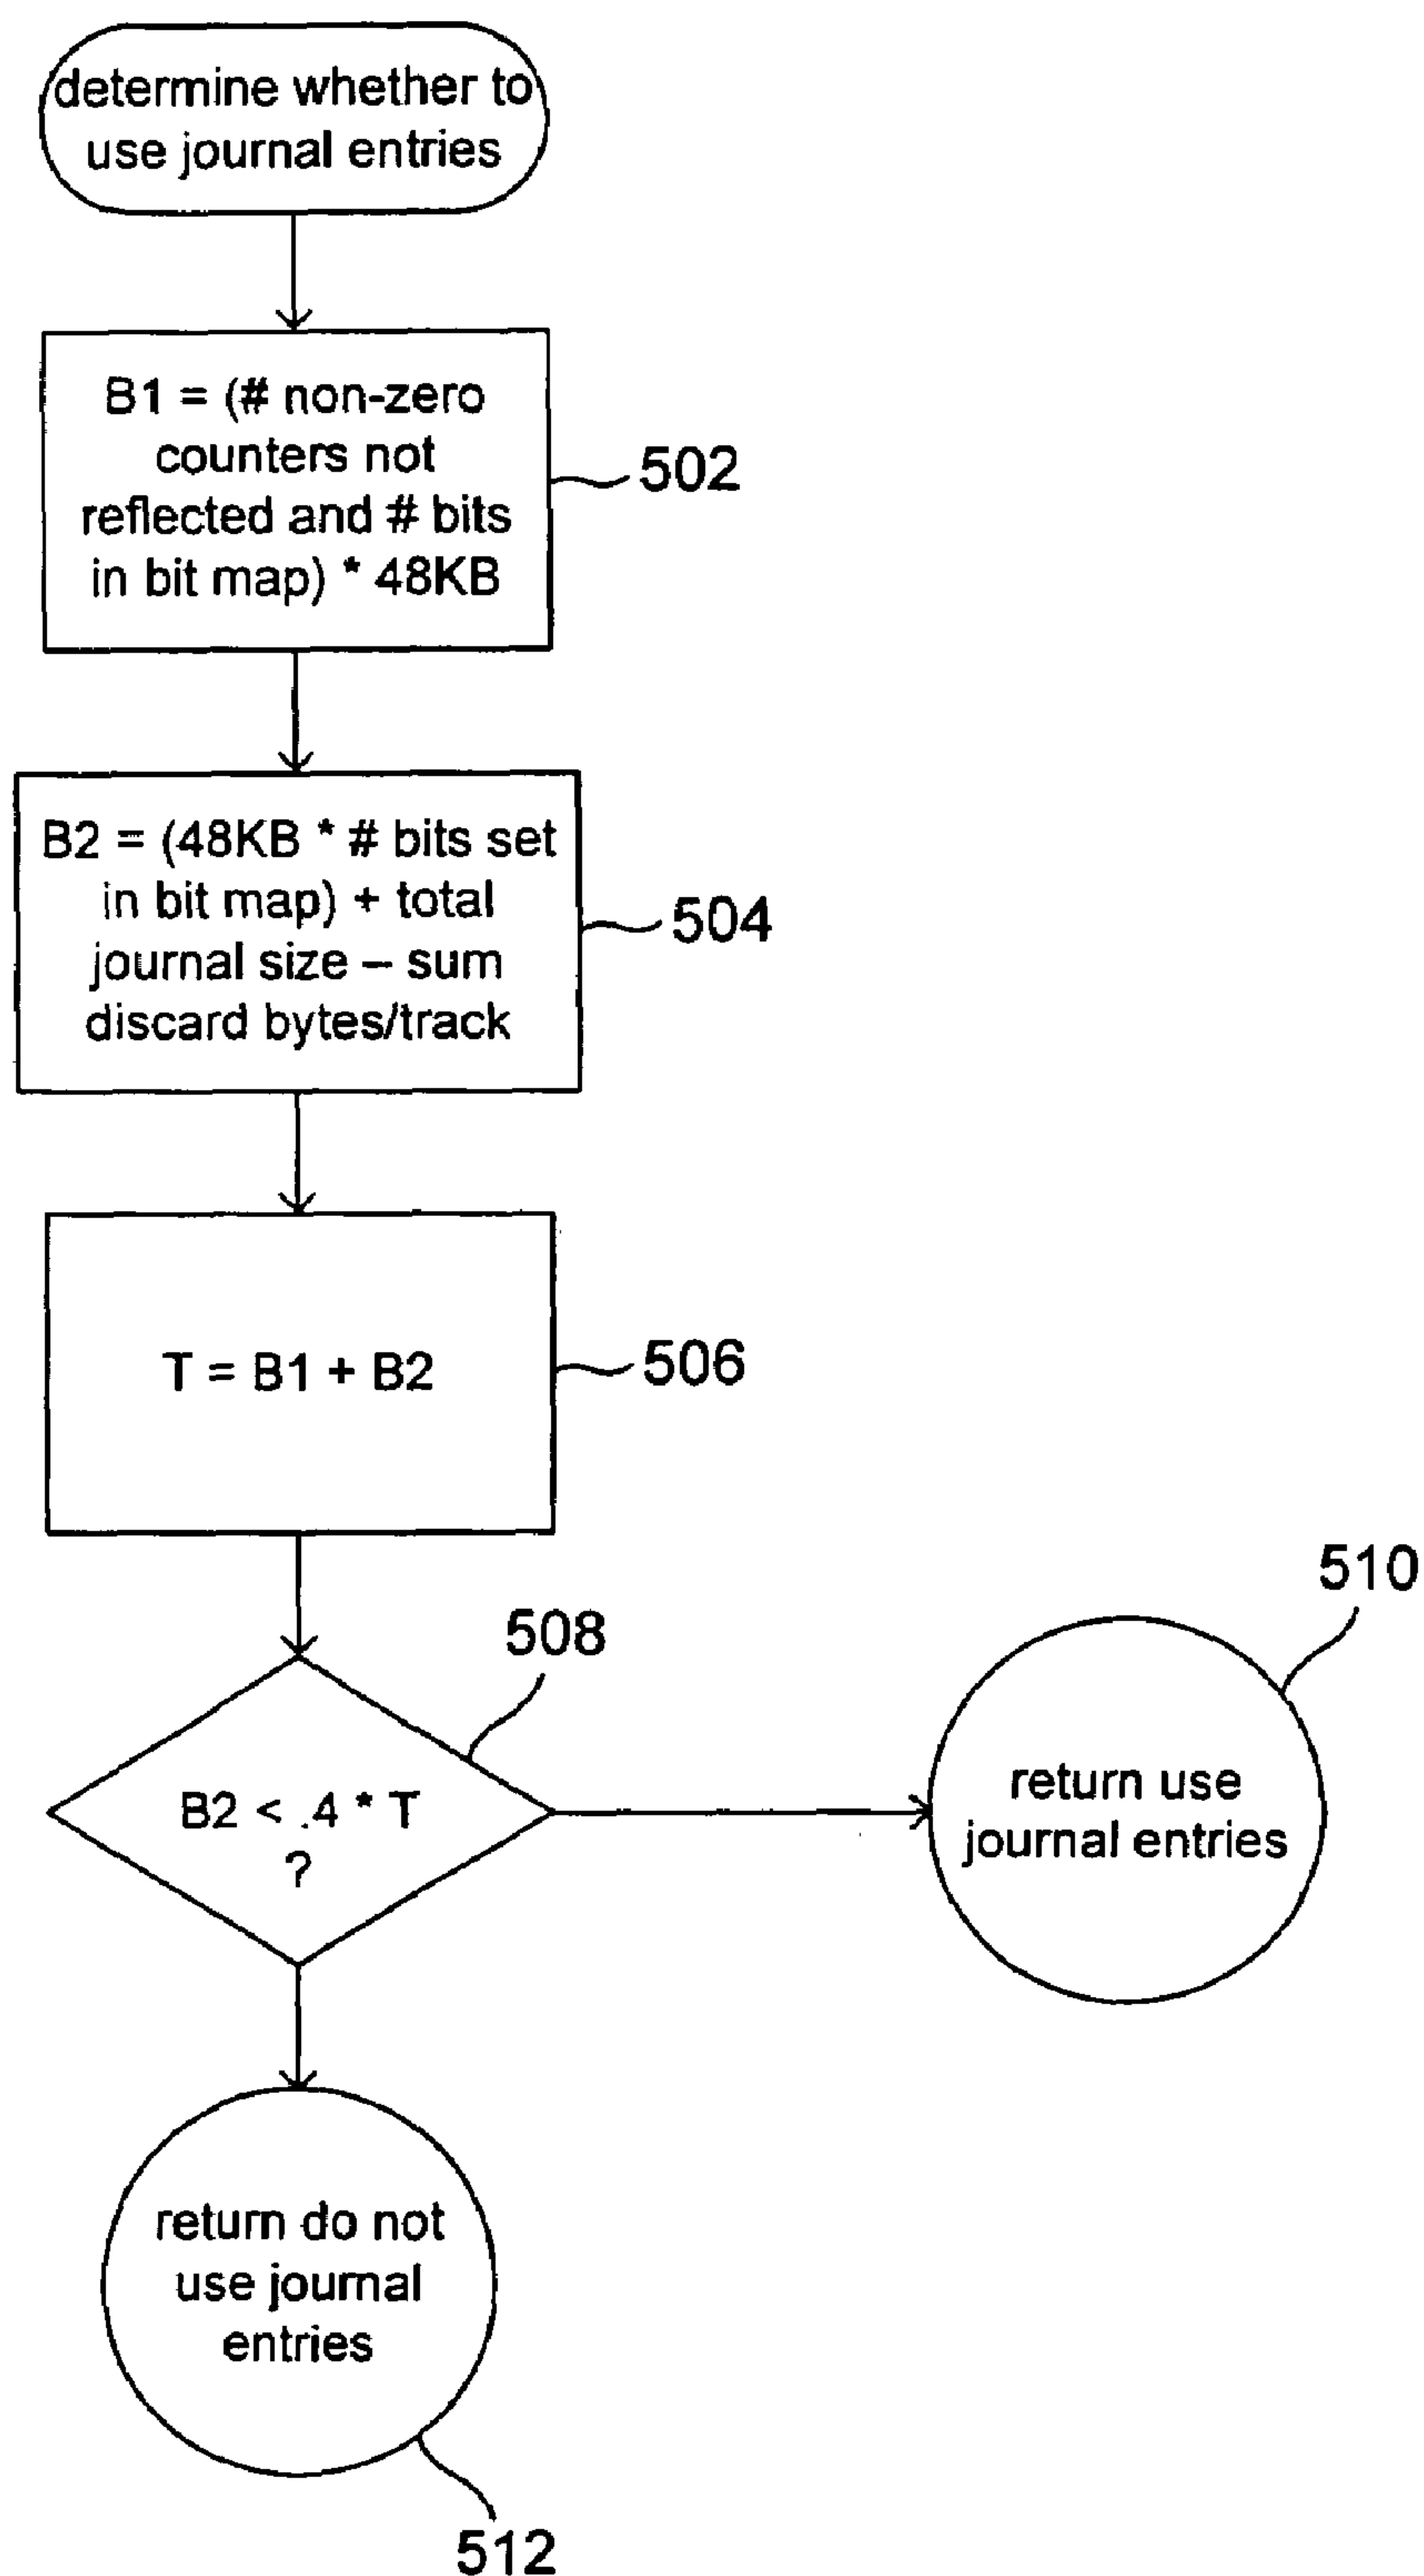 determine whether to
use journal entries
B1 = (# non-zero
counters not
reflected and # bits
in bit map) * 48KB
502
B2 = (48KB * # bits set
in bit map) + total
journal size – sum
discard bytes/track
504
T = B1 + B2
506
508
B2 < .4 * T
?
510
return use
journal entries
return do not
use journal
entries
512